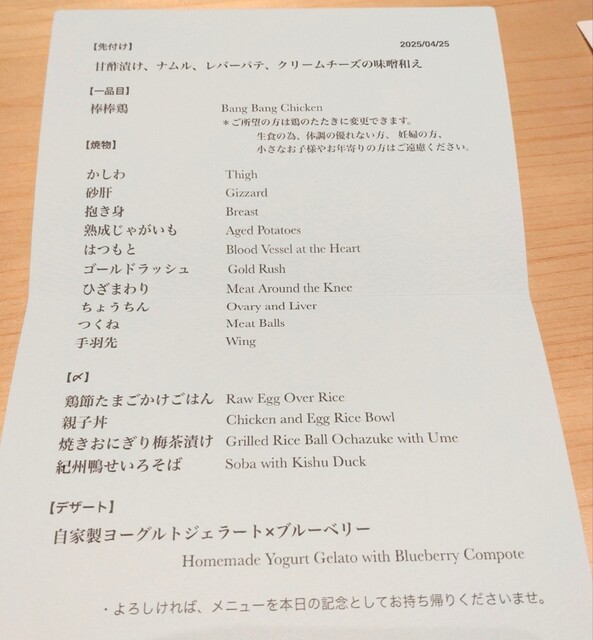 【先付け】 2025/04/25
甘酢漬け、ナムル、レバーパテ、クリームチーズの味噌和え
【一品目】
棒棒鶏 Bang Bang Chicken
＊ご所望の方は鶏のたたきに変更できます。
生食の為、体調の優れない方、妊婦の方、
小さなお子様やお年寄りの方はご遠慮ください。
【焼物】
かしわ Thigh
砂肝 Gizzard
抱き身 Breast
熟成じゃがいも Aged Potatoes
はつもと Blood Vessel at the Heart
ゴールドラッシュ Gold Rush
ひざまわり Meat Around the Knee
ちょうちん Ovary and Liver
つくね Meat Balls
手羽先 Wing
【〆】
鶏節たまごかけごはん Raw Egg Over Rice
親子丼 Chicken and Egg Rice Bowl
焼きおにぎり梅茶漬け Grilled Rice Ball Ochazuke with Ume
紀州鴨せいろそば Soba with Kishu Duck
【デザート】
自家製ヨーグルトジェラート×ブルーベリー
Homemade Yogurt Gelato with Blueberry Compote
・よろしければ、メニューを本日の記念としてお持ち帰りくださいませ。